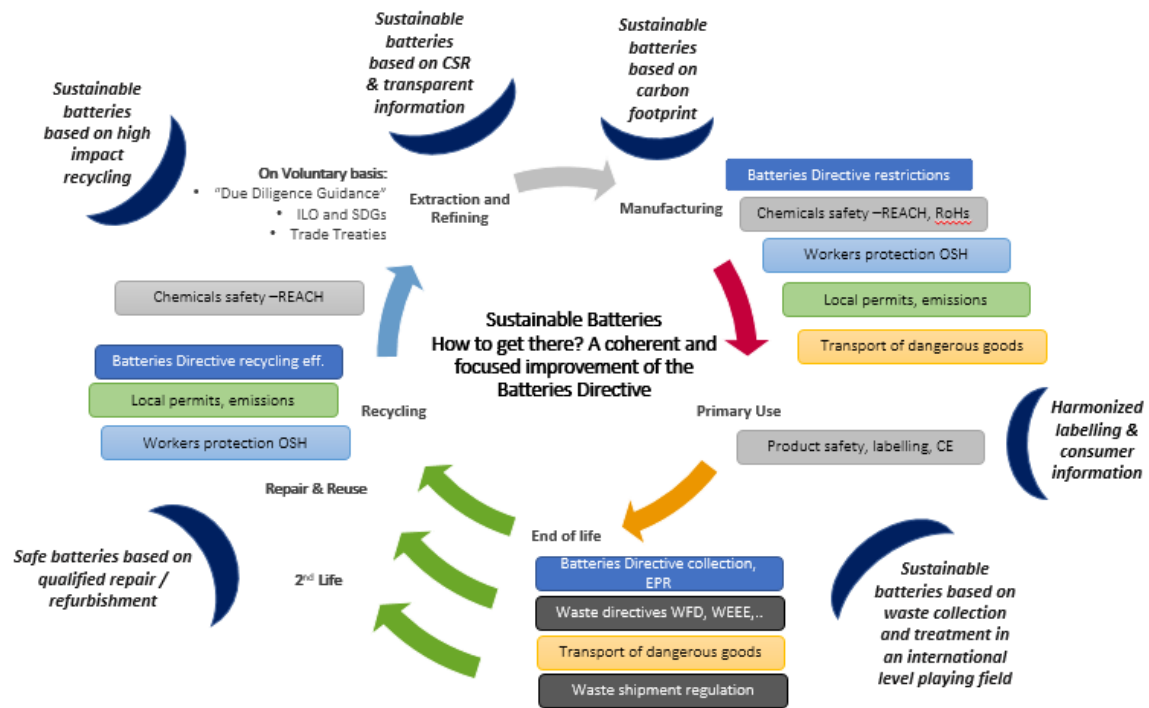 Sustainable
batteries
based on high
impact
recycling
Sustainable
batteries
based on CSR
& transparent
information
Sustainable
batteries
based on
carbon
footprint
On Voluntary basis:
• "Due Diligence Guidance"
• ILO and SDGs
• Trade Treaties
Extraction and
Refining
Manufacturing
Batteries Directive restrictions
Chemicals safety –REACH, RoHs
Workers protection OSH
Local permits, emissions
Transport of dangerous goods
Chemicals safety –REACH
Batteries Directive recycling eff.
Local permits, emissions
Workers protection OSH
Recycling
Sustainable Batteries
How to get there? A coherent and
focused improvement of the
Batteries Directive
Primary Use
Product safety, labelling, CE
Harmonized
labelling &
consumer
information
Repair & Reuse
2nd Life
Safe batteries based on
qualified repair /
refurbishment
End of life
Batteries Directive collection,
EPR
Waste directives WFD, WEEE,..
Transport of dangerous goods
Waste shipment regulation
Sustainable
batteries based on
waste collection
and treatment in
an international
level playing field